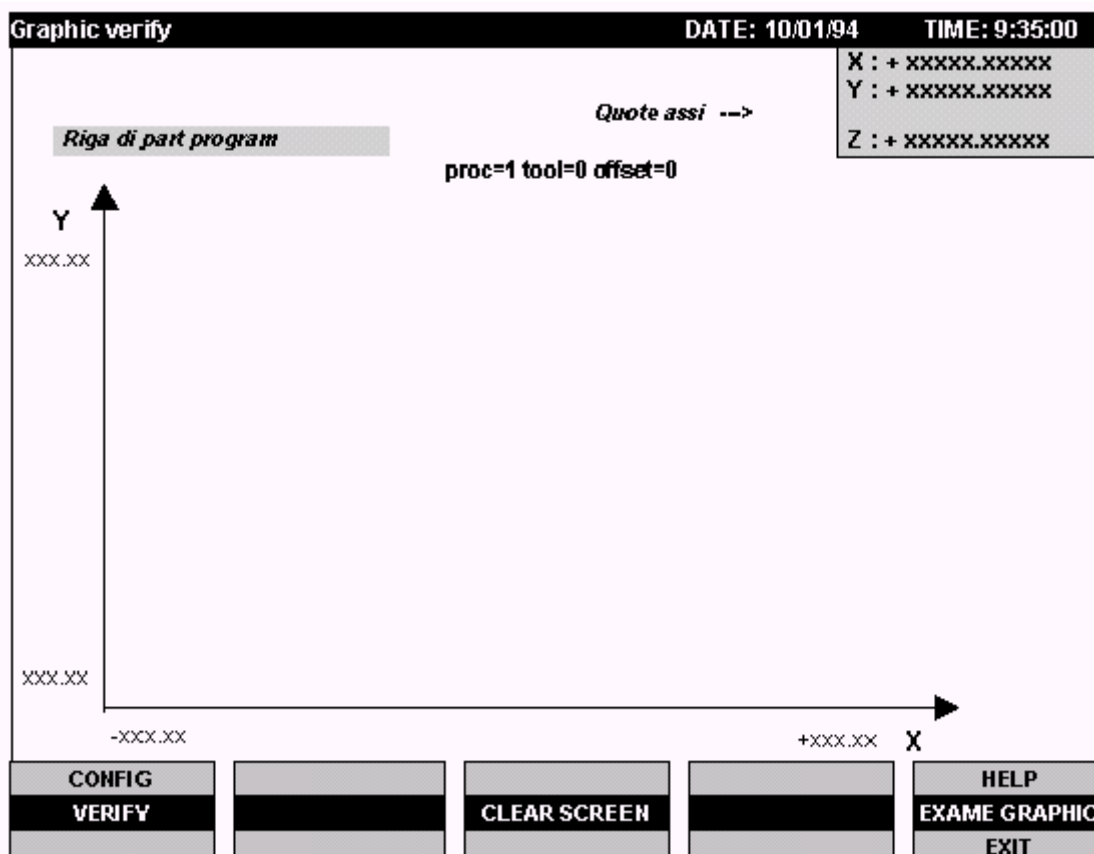 Graphic verify DATE: 10/01/94 TIME: 9:35:00
X : + xxxxx.xxxxx
Y : + xxxxx.xxxxx
Quote assi --->
Riga di part program
Z : + xxxxx.xxxxx
proc=1 tool=0 offset=0
Y
xxx.xx
xxx.xx
-xxx.xx
+xxx.xx X
CONFIG HELP
VERIFY CLEAR SCREEN EXAME GRAPHIC
EXIT